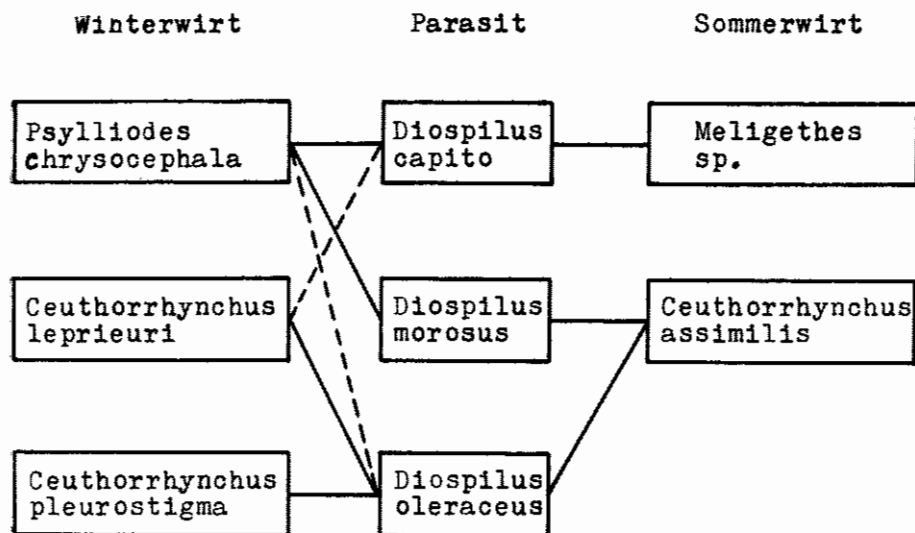 Winterwirt Parasit Sommerwirt
Psylliodes
chrysocephala
Diospilus
capito
Meligethes
sp.
Ceuthorrhynchus
leprieuri
Diospilus
morosus
Ceuthorrhynchus
assimilis
Ceuthorrhynchus
pleurostigma
Diospilus
oleraceus